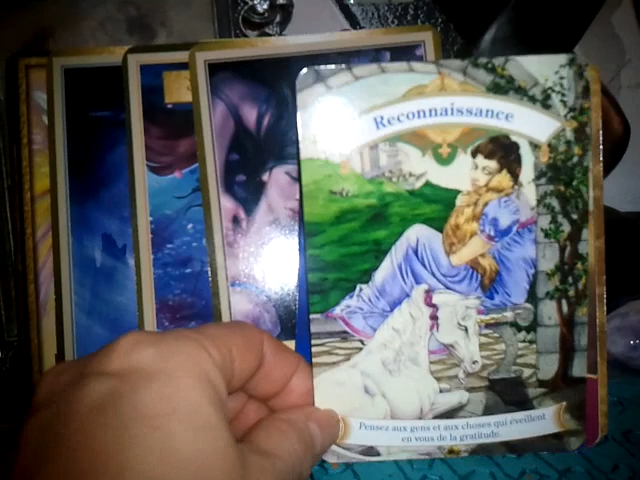 Reconnaissance
Pensez aux gens et aux choses qui éveillent
en vous de la gratitude.